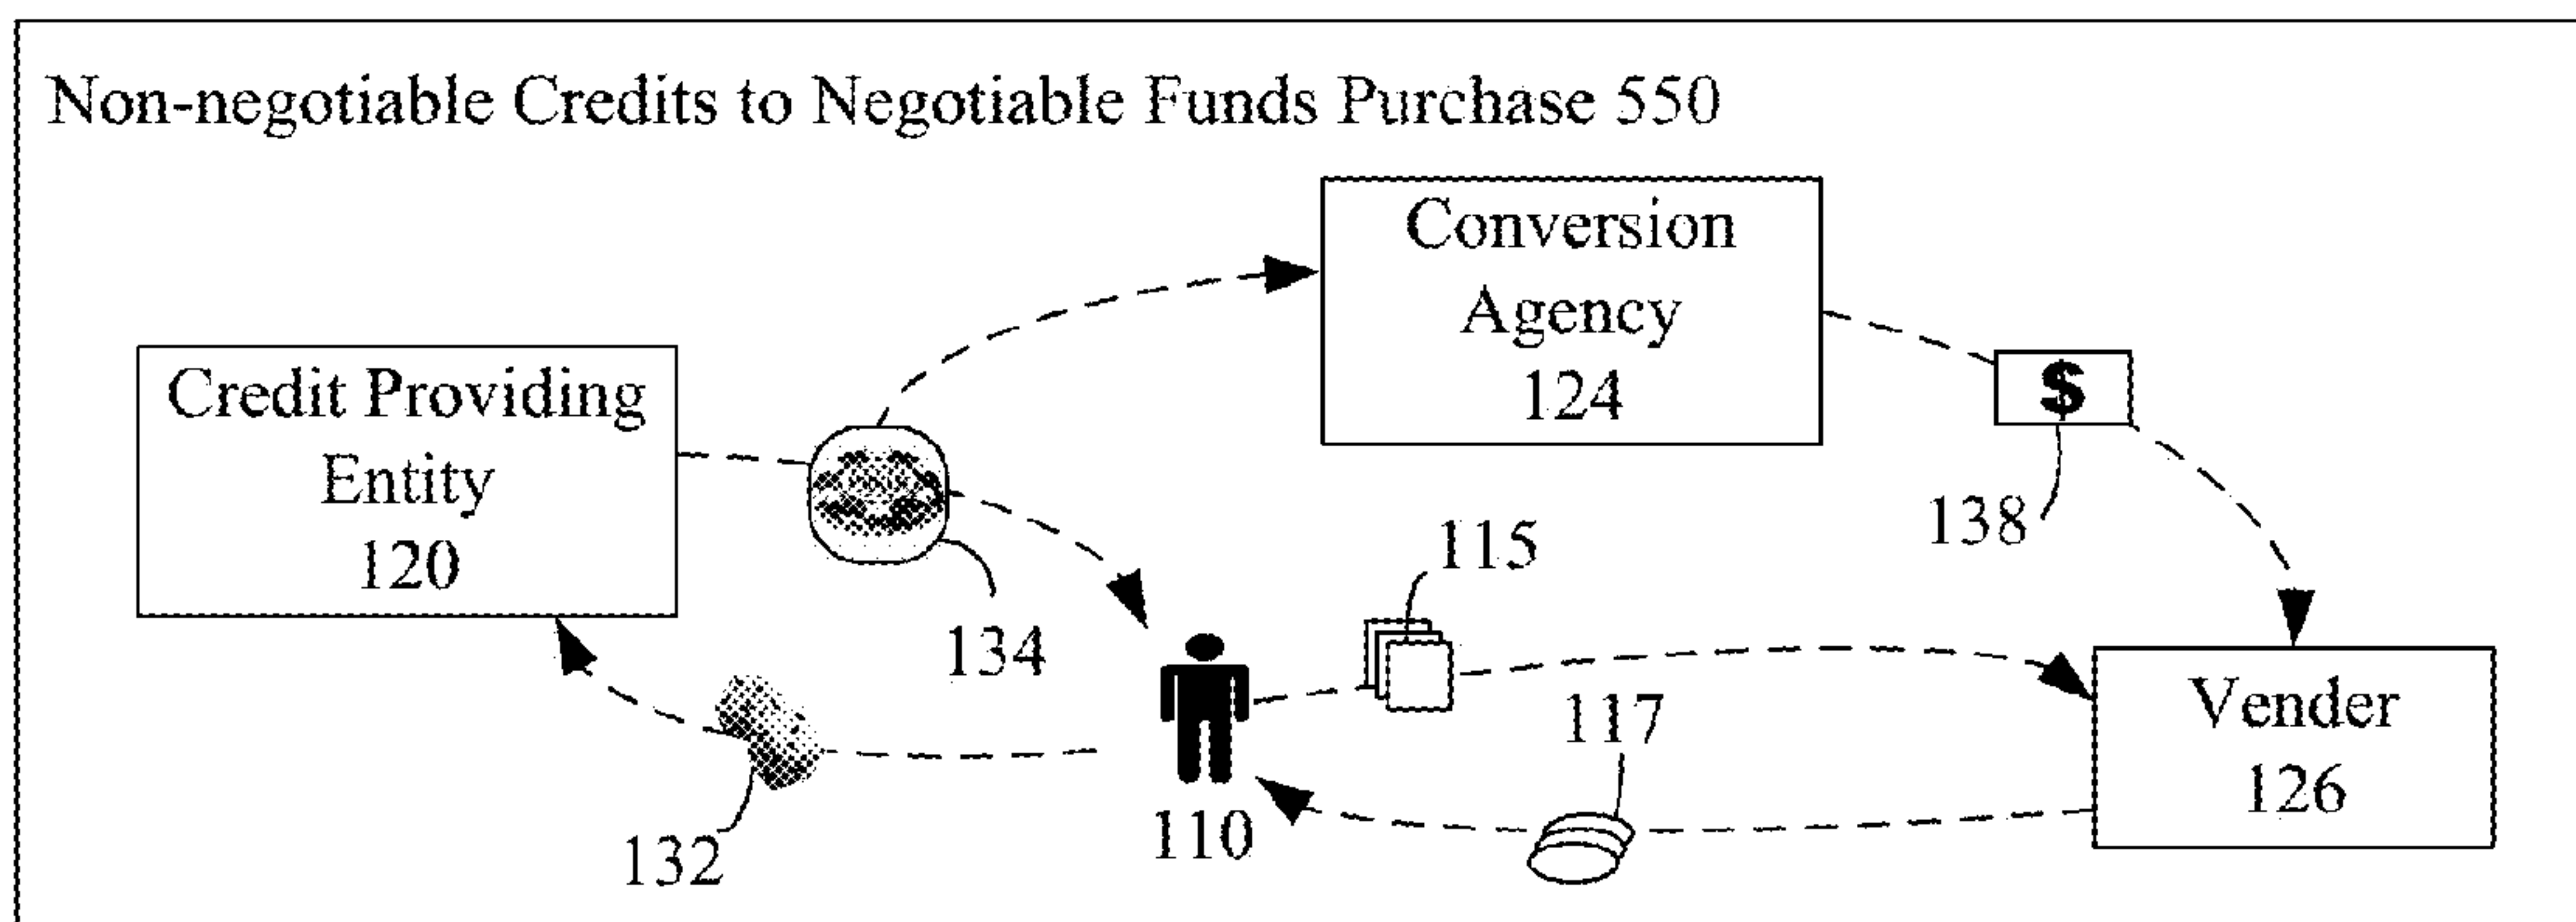 Non-negotiable Credits to Negotiable Funds Purchase 550
Conversion
Agency
124
Credit Providing
Entity
120
$
138
115
134
117
Vender
126
110
132